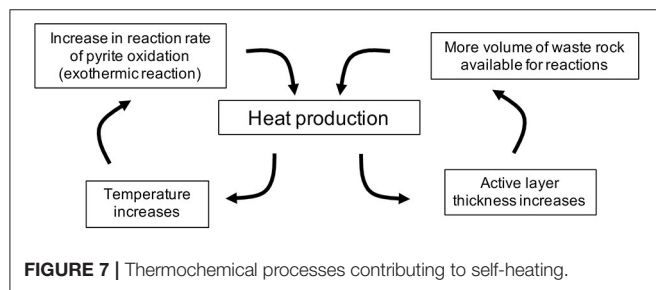 Increase in reaction rate
of pyrite oxidation
(exothermic reaction)
More volume of waste rock
available for reactions
Heat production
Temperature
increases
Active layer
thickness increases
FIGURE 7 | Thermochemical processes contributing to self-heating.